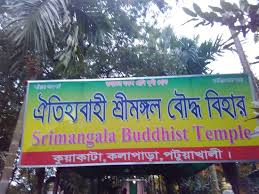 ঐতিহ্যবাহী শ্রীমঙ্গল বৌদ্ধ বিহার
Srimangala Buddhist Temple
কুয়াকাটা, কলাপাড়া, পটুয়াখালী।